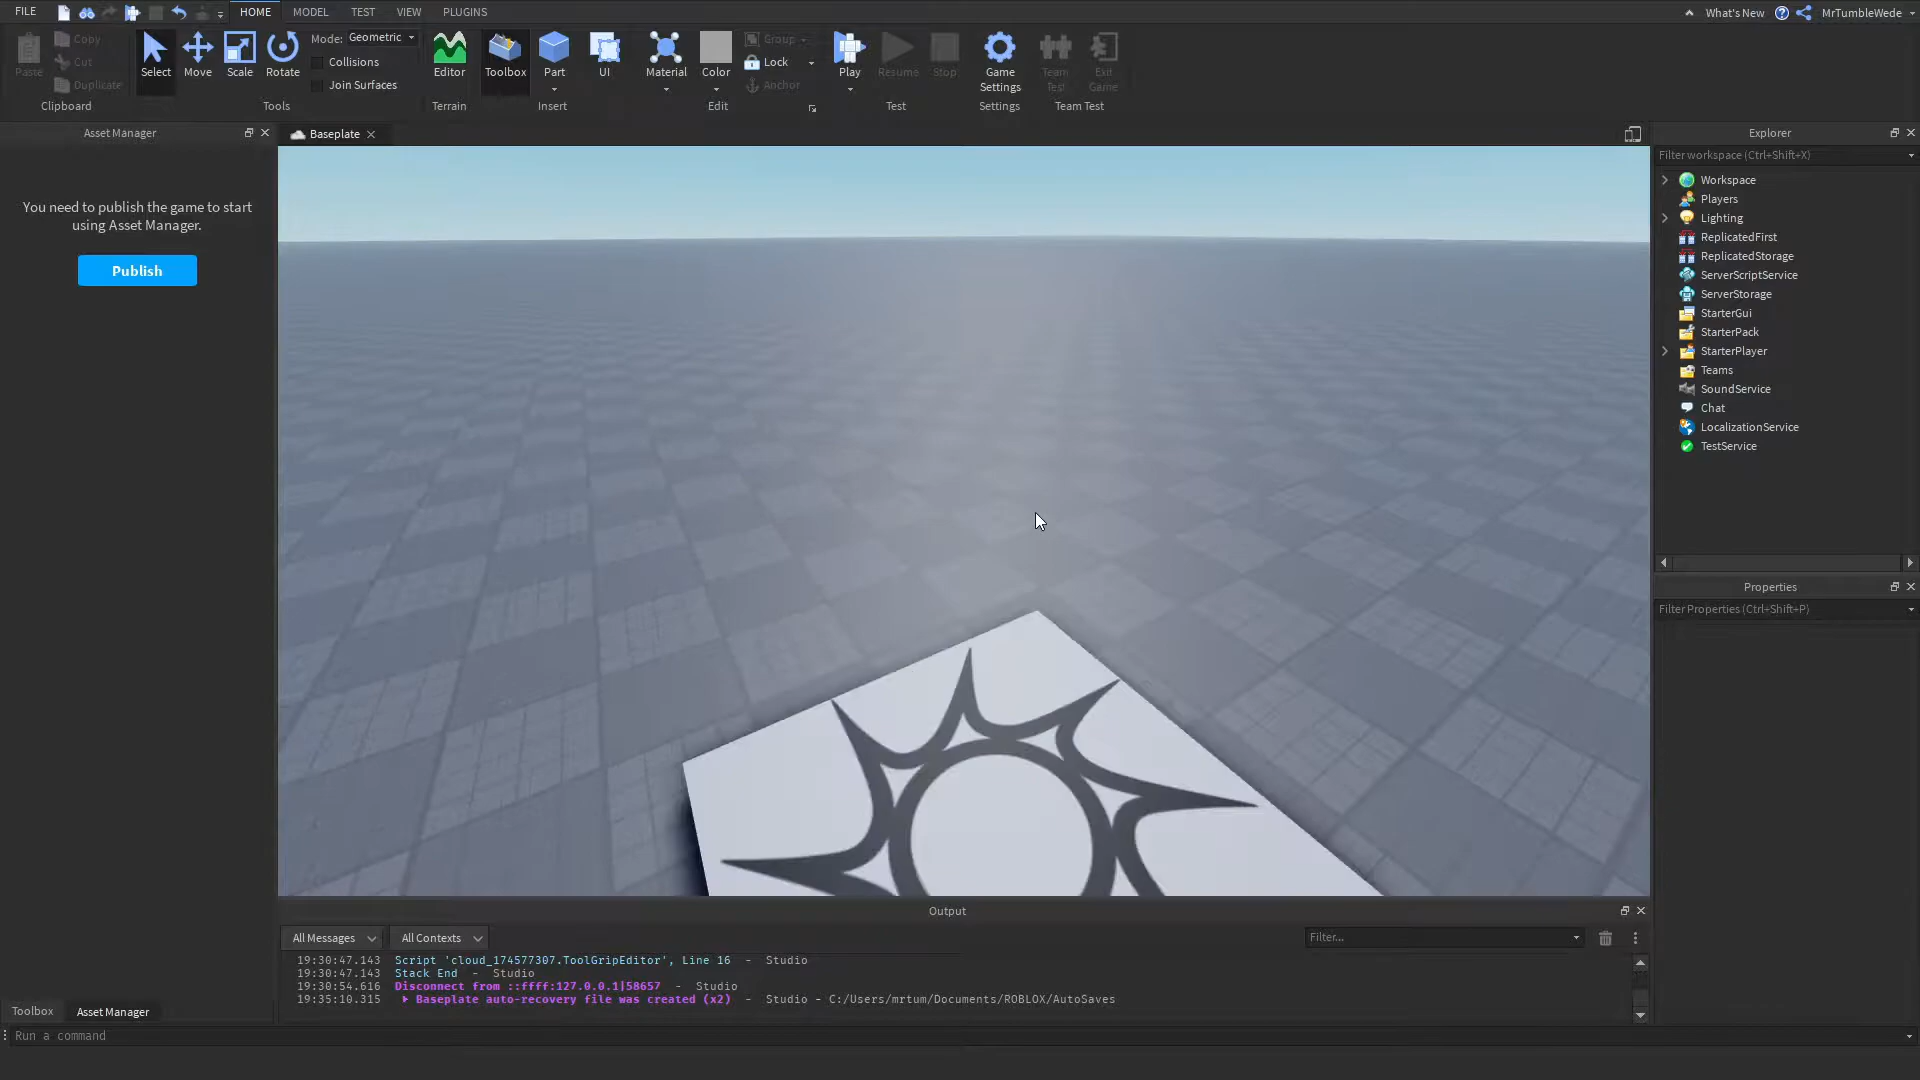 FILE HOME MODEL TEST VIEW PLUGINS What's New MrTumbleWede
Paste Copy Cut Duplicate
Clipboard
Select Move Scale Rotate
Mode: Geometric
Collisions
Join Surfaces
Tools
Editor
Terrain
Toolbox Part UI
Insert
Material Color Group Lock Anchor
Edit
Play Resume Stop
Test
Game Settings
Settings
Team Test Exit Game
Team Test
Asset Manager
You need to publish the game to start
using Asset Manager.
Publish
Toolbox Asset Manager
Baseplate
Explorer
Filter workspace (Ctrl+Shift+X)
Workspace
Players
Lighting
ReplicatedFirst
ReplicatedStorage
ServerScriptService
ServerStorage
StarterGui
StarterPack
StarterPlayer
Teams
SoundService
Chat
LocalizationService
TestService
Properties
Filter Properties (Ctrl+Shift+P)
Output
All Messages All Contexts Filter...
19:30:47.143 Script 'cloud_174577307.ToolGripEditor', Line 16 - Studio
19:30:47.143 Stack End - Studio
19:30:54.616 Disconnect from ::ffff:127.0.0.1|58657 - Studio
19:35:10.315 Baseplate auto-recovery file was created (x2) - Studio - C:/Users/mrtum/Documents/ROBLOX/AutoSaves
Run a command